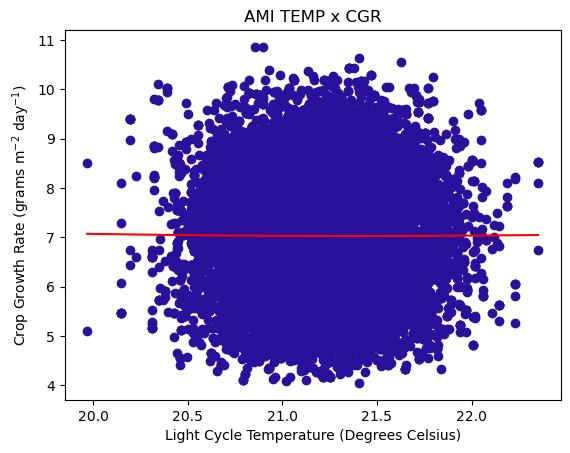 AMI TEMP x CGR
11
10
9
8
7
6
5
4
Crop Growth Rate (grams m⁻² day⁻¹)
20.0 20.5 21.0 21.5 22.0
Light Cycle Temperature (Degrees Celsius)